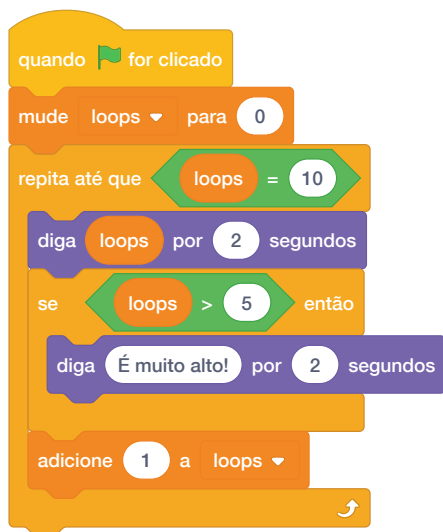 quando for clicado
mude loops para 0
repita até que loops = 10
diga loops por 2 segundos
se loops > 5 então
diga É muito alto! por 2 segundos
adicione 1 a loops